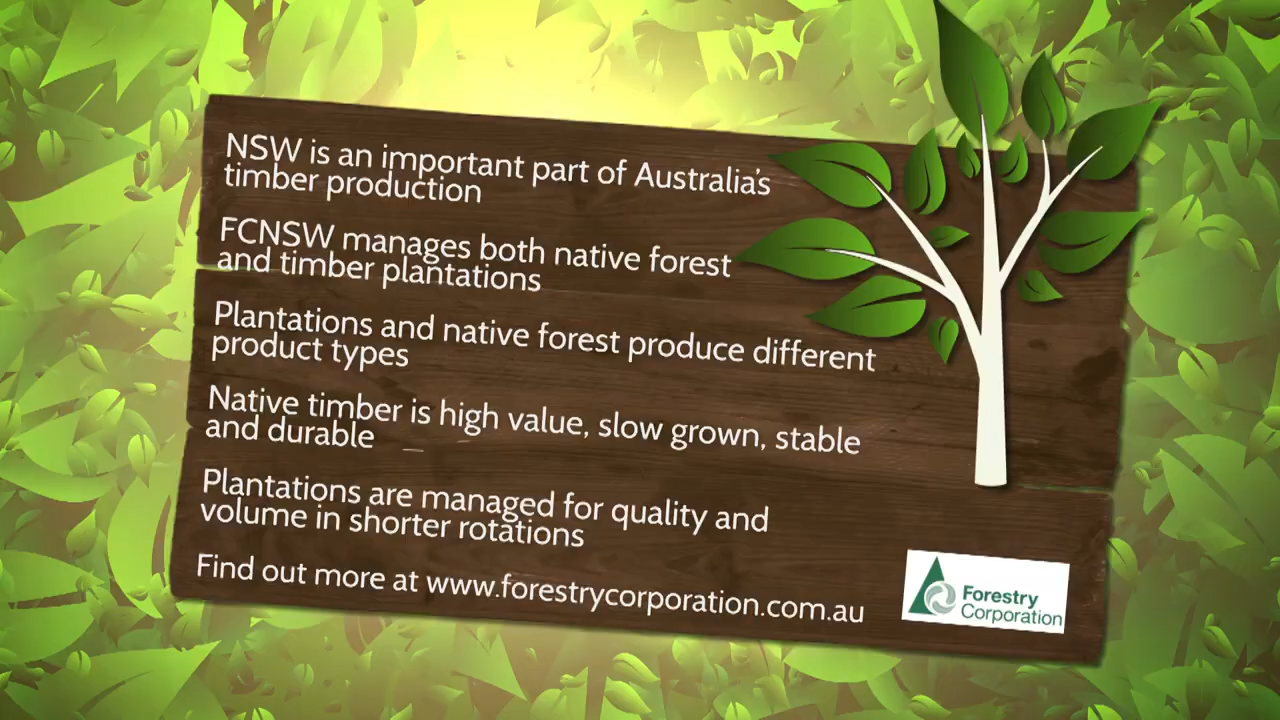 NSW is an important part of Australia's
timber production
FCNSW manages both native forest
and timber plantations
Plantations and native forest produce different
product types
Native timber is high value, slow grown, stable
and durable
Plantations are managed for quality and
volume in shorter rotations
Find out more at www.forestrycorporation.com.au
Forestry
Corporation